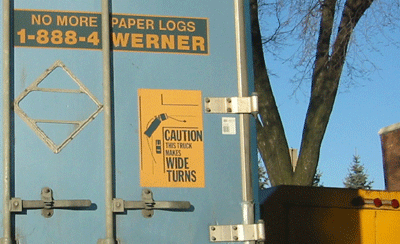 NO MORE PAPER LOGS
1-888-4 WERNER
CAUTION
THIS TRUCK
MAKES
WIDE
TURNS